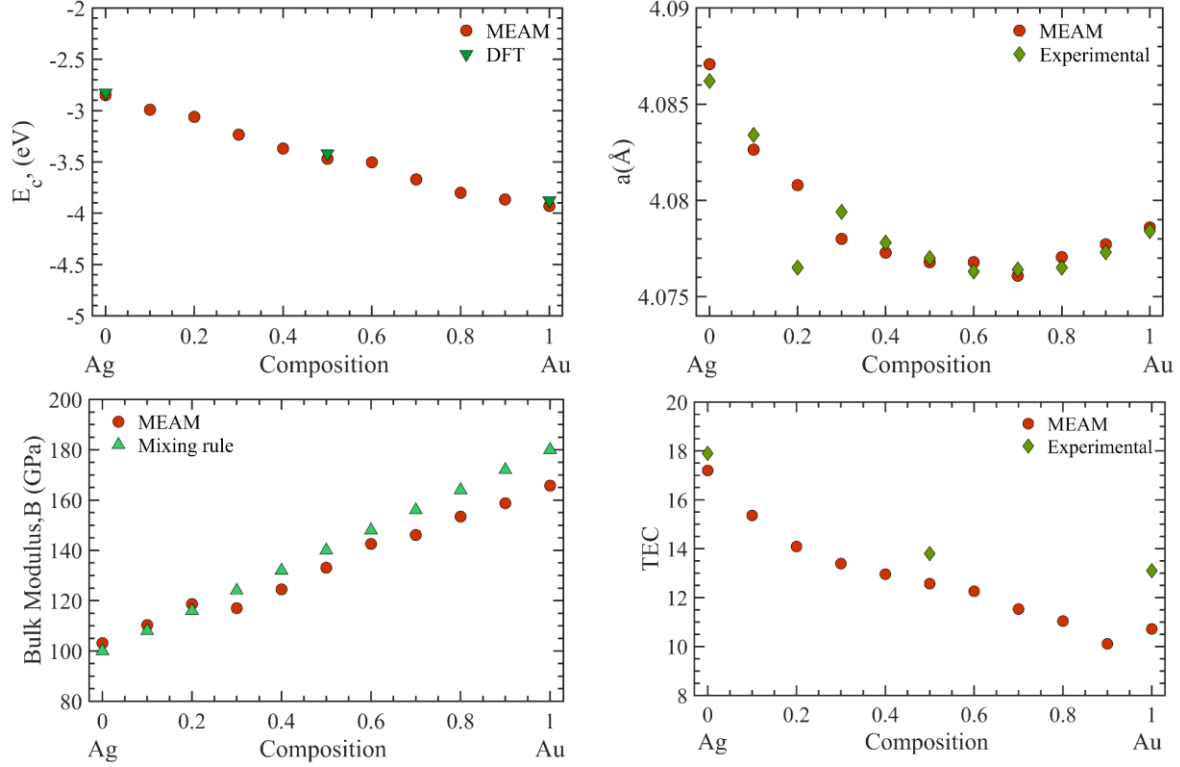 -2
-2.5
-3
-3.5
-4
-4.5
-5
E_c, (eV)
MEAM
DFT
0 0.2 0.4 0.6 0.8 1
Ag Composition Au
4.09
4.085
4.08
4.075
a(Å)
MEAM
Experimental
0 0.2 0.4 0.6 0.8 1
Ag Composition Au
200
180
160
140
120
100
80
Bulk Modulus,B (GPa)
MEAM
Mixing rule
0 0.2 0.4 0.6 0.8 1
Ag Composition Au
20
18
16
14
12
10
8
TEC
MEAM
Experimental
0 0.2 0.4 0.6 0.8 1
Ag Composition Au